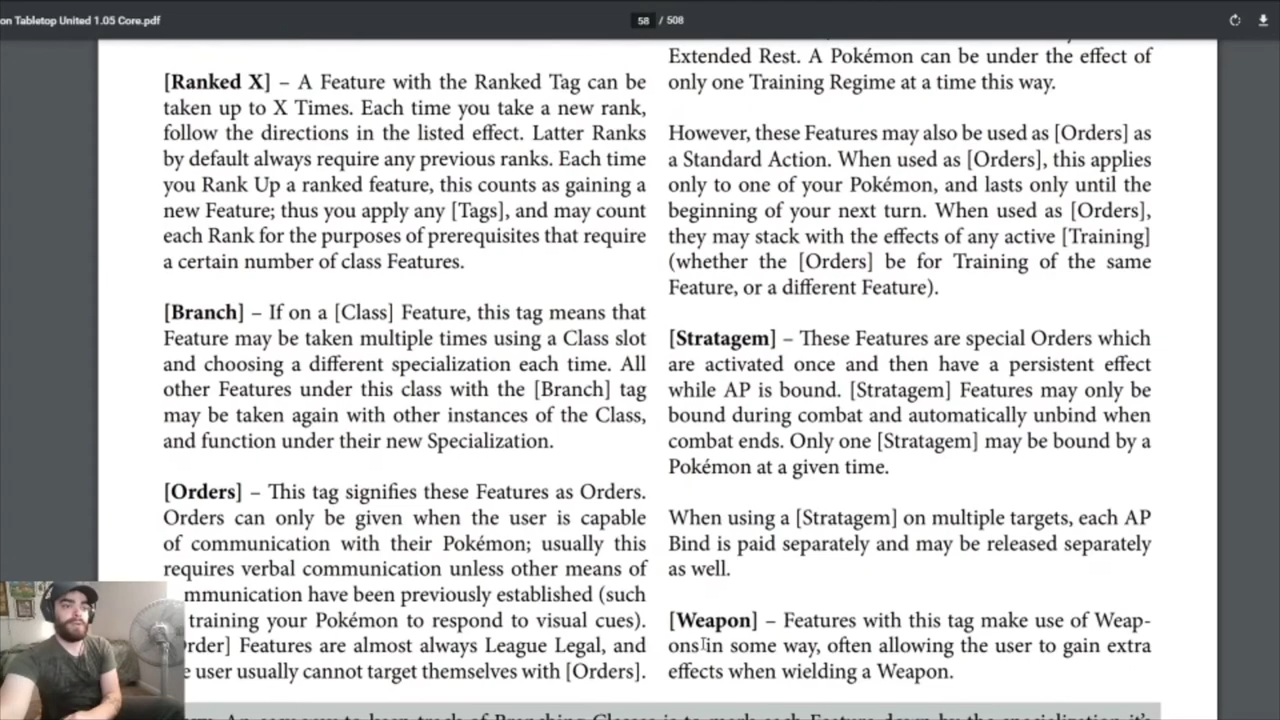 on Tabletop United 1.05 Core.pdf
58 / 508
[Ranked X] – A Feature with the Ranked Tag can be
taken up to X Times. Each time you take a new rank,
follow the directions in the listed effect. Latter Ranks
by default always require any previous ranks. Each time
you Rank Up a ranked feature, this counts as gaining a
new Feature; thus you apply any [Tags], and may count
each Rank for the purposes of prerequisites that require
a certain number of class Features.
[Branch] – If on a [Class] Feature, this tag means that
Feature may be taken multiple times using a Class slot
and choosing a different specialization each time. All
other Features under this class with the [Branch] tag
may be taken again with other instances of the Class,
and function under their new Specialization.
[Orders] – This tag signifies these Features as Orders.
Orders can only be given when the user is capable
of communication with their Pokémon; usually this
requires verbal communication unless other means of
mmunication have been previously established (such
training your Pokémon to respond to visual cues).
rder] Features are almost always League Legal, and
e user usually cannot target themselves with [Orders].
Extended Rest. A Pokémon can be under the effect of
only one Training Regime at a time this way.
However, these Features may also be used as [Orders] as
a Standard Action. When used as [Orders], this applies
only to one of your Pokémon, and lasts only until the
beginning of your next turn. When used as [Orders],
they may stack with the effects of any active [Training]
(whether the [Orders] be for Training of the same
Feature, or a different Feature).
[Stratagem] – These Features are special Orders which
are activated once and then have a persistent effect
while AP is bound. [Stratagem] Features may only be
bound during combat and automatically unbind when
combat ends. Only one [Stratagem] may be bound by a
Pokémon at a given time.
When using a [Stratagem] on multiple targets, each AP
Bind is paid separately and may be released separately
as well.
[Weapon] – Features with this tag make use of Weap-
ons in some way, often allowing the user to gain extra
effects when wielding a Weapon.